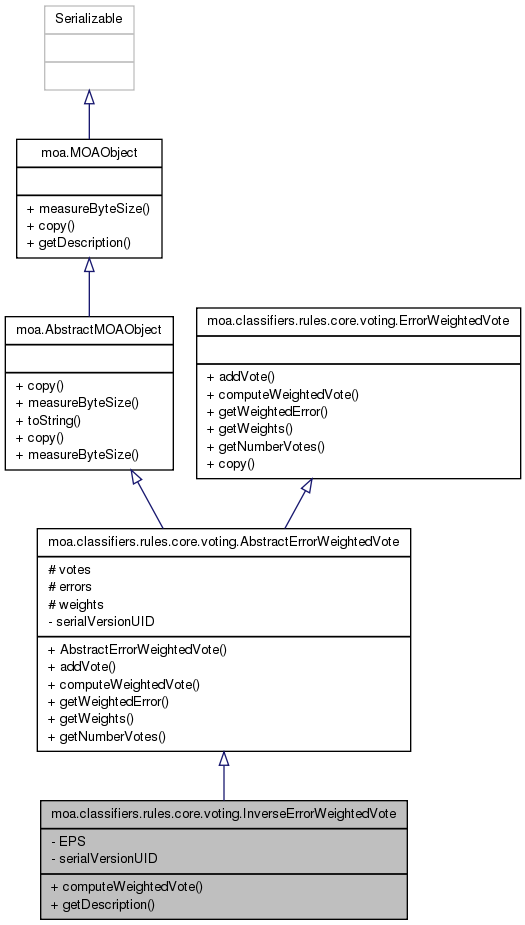 Serializable
moa.MOAObject
+ measureByteSize()
+ copy()
+ getDescription()
moa.AbstractMOAObject
+ copy()
+ measureByteSize()
+ toString()
+ copy()
+ measureByteSize()
moa.classifiers.rules.core.voting.ErrorWeightedVote
+ addVote()
+ computeWeightedVote()
+ getWeightedError()
+ getWeights()
+ getNumberVotes()
+ copy()
moa.classifiers.rules.core.voting.AbstractErrorWeightedVote
# votes
# errors
# weights
- serialVersionUID
+ AbstractErrorWeightedVote()
+ addVote()
+ computeWeightedVote()
+ getWeightedError()
+ getWeights()
+ getNumberVotes()
moa.classifiers.rules.core.voting.InverseErrorWeightedVote
- EPS
- serialVersionUID
+ computeWeightedVote()
+ getDescription()